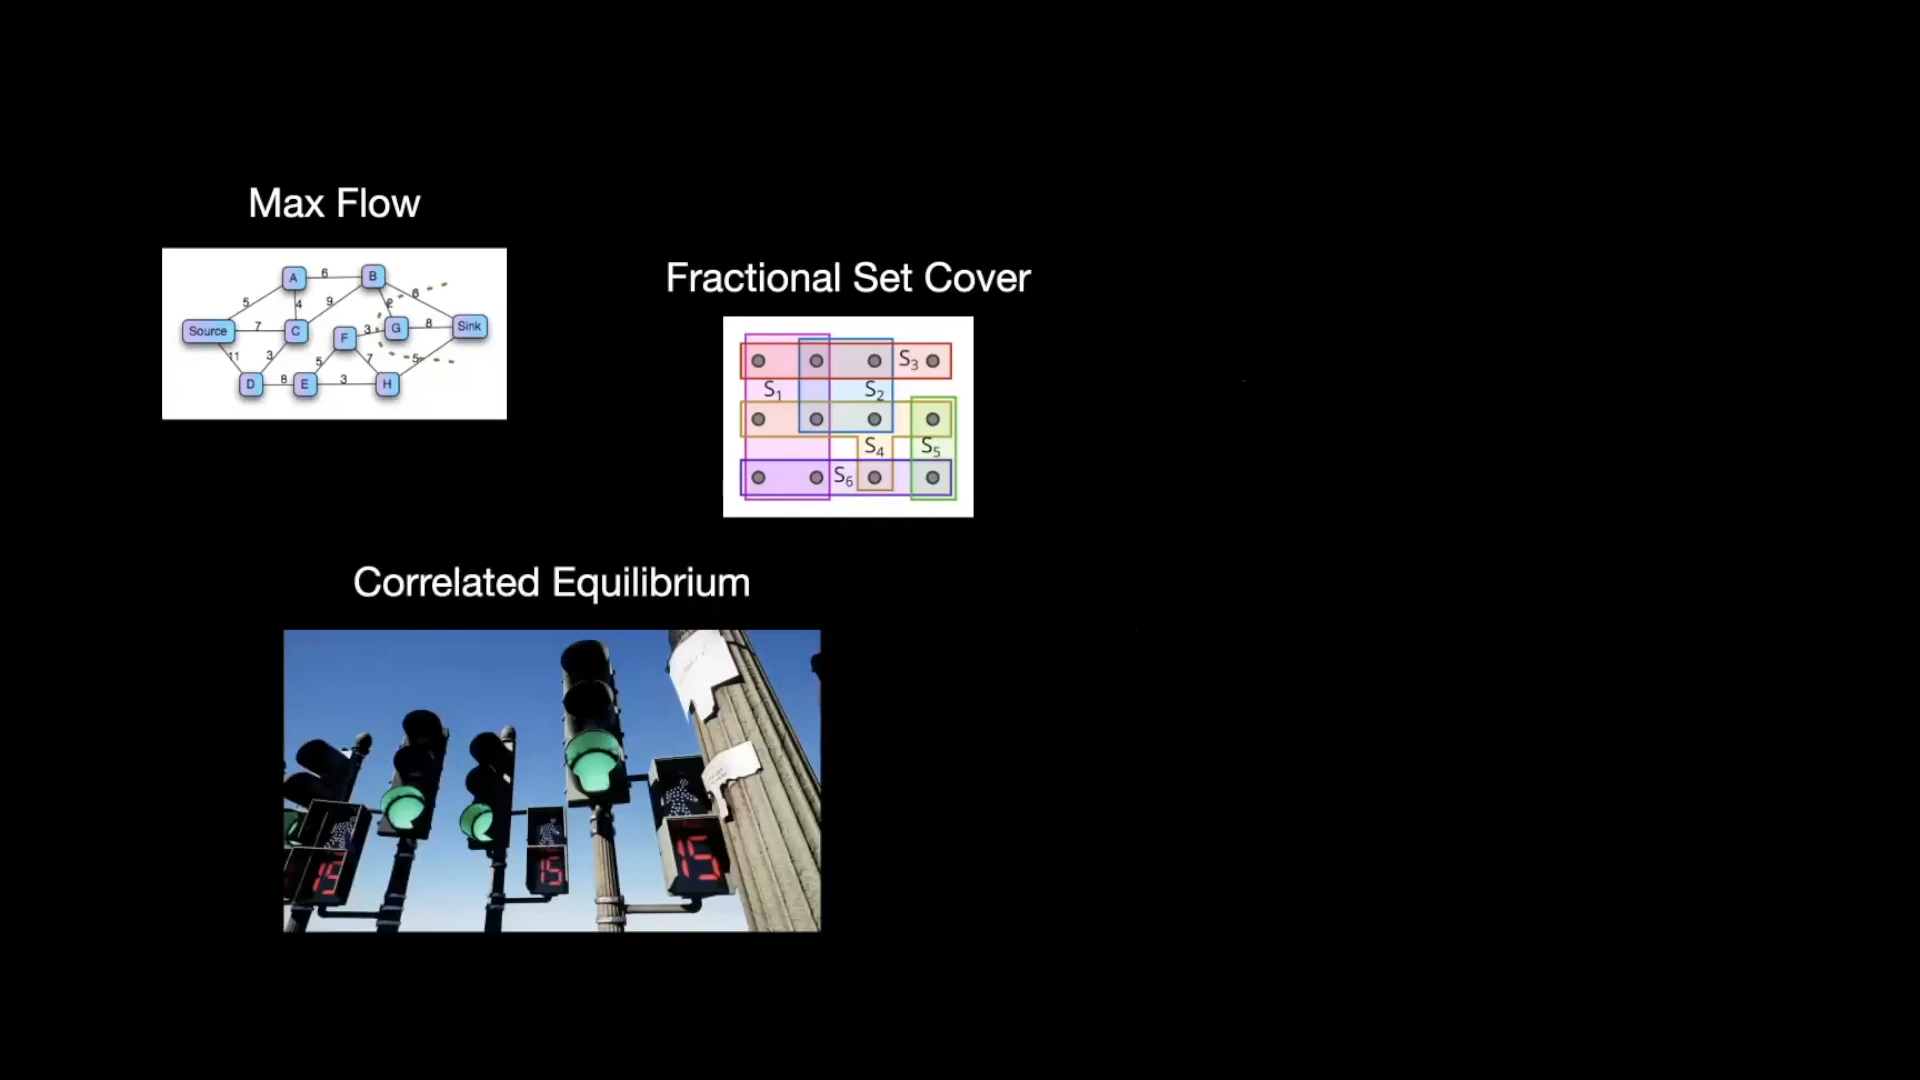 Max Flow
A 6 B
5 4 9 2 6
Source 7 C F 3 G 8 Sink
11 3 5 7 5
D 8 E 3 H
Fractional Set Cover
S3
S1 S2
S4 S5
S6
Correlated Equilibrium
15 15 15